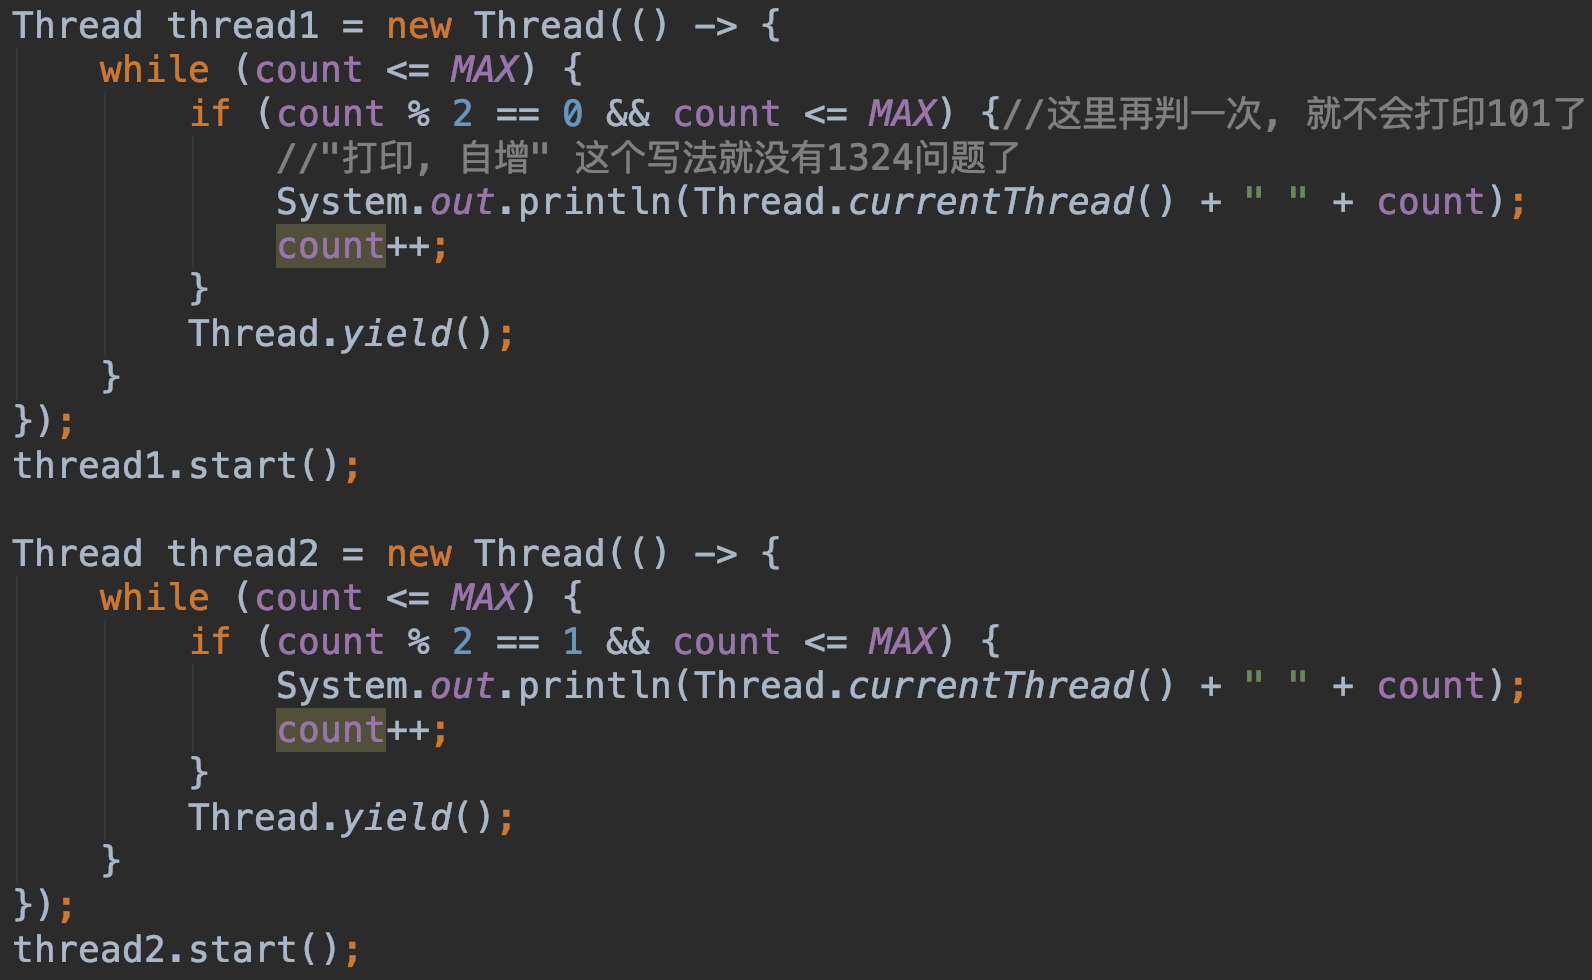 Thread thread1 = new Thread(() -> {
    while (count <= MAX) {
        if (count % 2 == 0 && count <= MAX) {//这里再判一次, 就不会打印101了
            //"打印, 自增" 这个写法就没有1324问题了
            System.out.println(Thread.currentThread() + " " + count);
            count++;
        }
        Thread.yield();
    }
});
thread1.start();

Thread thread2 = new Thread(() -> {
    while (count <= MAX) {
        if (count % 2 == 1 && count <= MAX) {
            System.out.println(Thread.currentThread() + " " + count);
            count++;
        }
        Thread.yield();
    }
});
thread2.start();